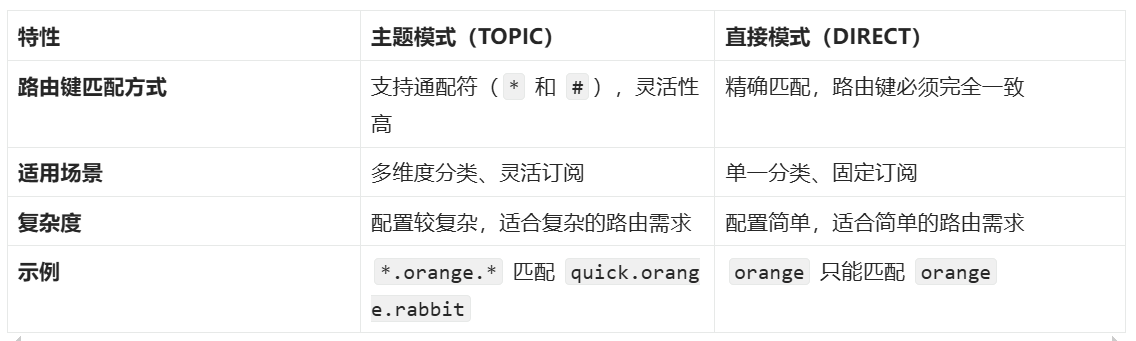 特性 主题模式（TOPIC） 直接模式（DIRECT）
路由键匹配方式 支持通配符（ * 和 # ），灵活性 精确匹配，路由键必须完全一致
高
适用场景 多维度分类、灵活订阅 单一分类、固定订阅
复杂度 配置较复杂，适合复杂的路由需求 配置简单，适合简单的路由需求
示例 *.orange.* 匹配 quick.orang orange 只能匹配 orange
e.rabbit